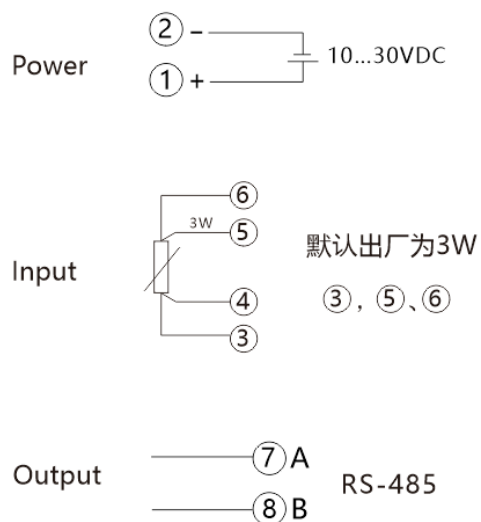 Power
② -
① +
10...30VDC
Input
⑥
3W
⑤
④
③
默认出厂为3W
③，⑤、⑥
Output
⑦ A
⑧ B
RS-485